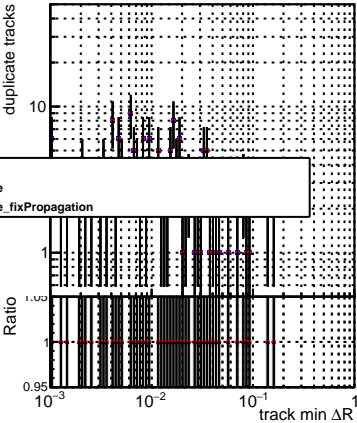 duplicate tracks
10
e
e_fixPropagation
1
1.05
Ratio
1
0.95
10⁻³ 10⁻² 10⁻¹ 1
track min ΔR